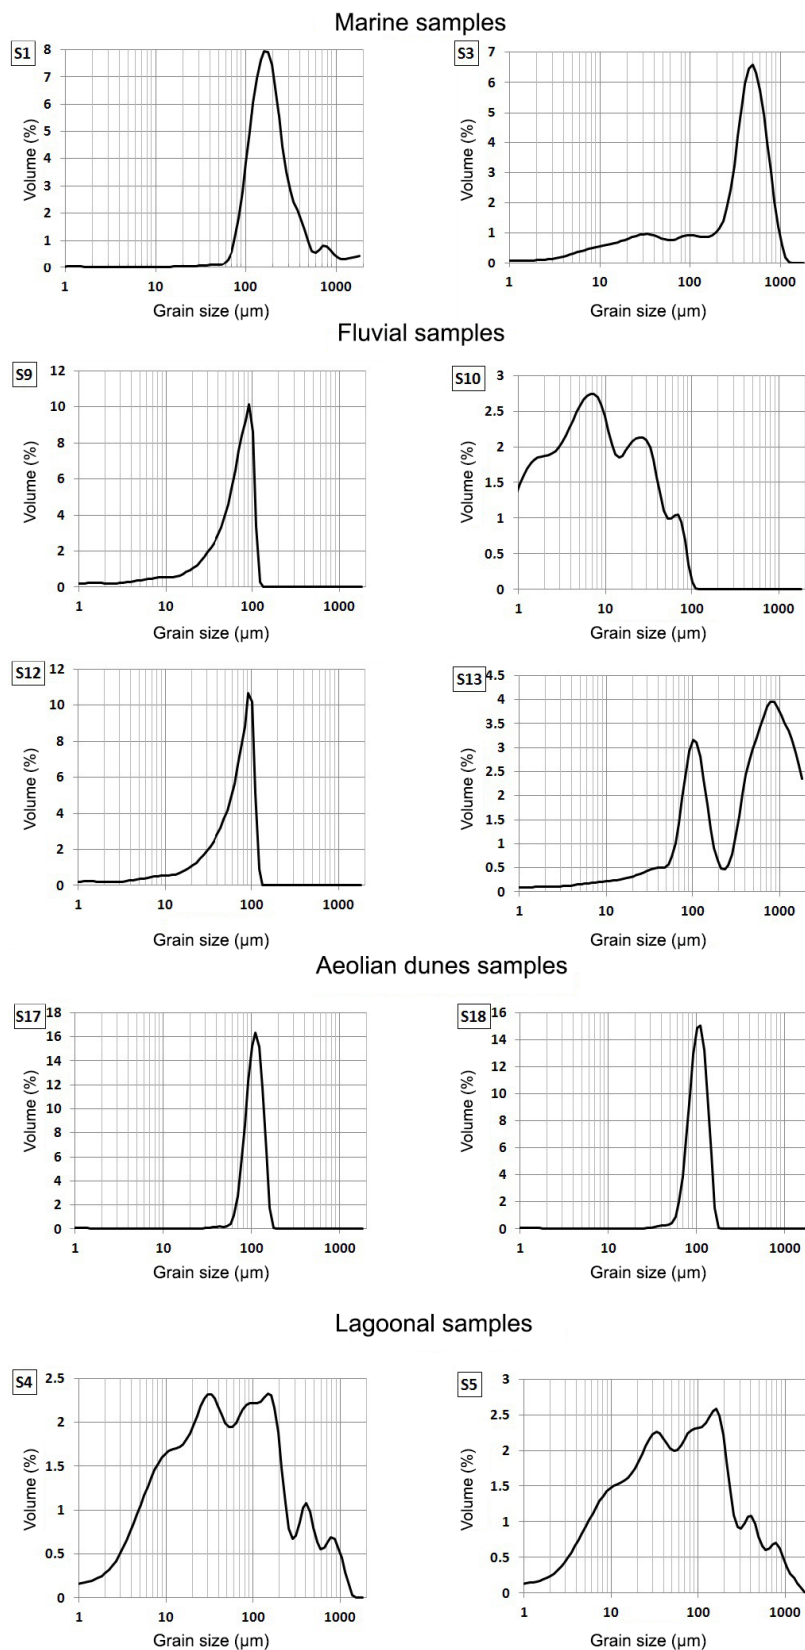 Marine samples
S1
8
7
6
5
4
3
2
1
0
Volume (%)
1 10 100 1000
Grain size (µm)
S3
7
6
5
4
3
2
1
0
Volume (%)
1 10 100 1000
Grain size (µm)
Fluvial samples
S9
12
10
8
6
4
2
0
Volume (%)
1 10 100 1000
Grain size (µm)
S10
3
2.5
2
1.5
1
0.5
0
Volume (%)
1 10 100 1000
Grain size (µm)
S12
12
10
8
6
4
2
0
Volume (%)
1 10 100 1000
Grain size (µm)
S13
4.5
4
3.5
3
2.5
2
1.5
1
0.5
0
Volume (%)
1 10 100 1000
Grain size (µm)
Aeolian dunes samples
S17
18
16
14
12
10
8
6
4
2
0
Volume (%)
1 10 100 1000
Grain size (µm)
S18
16
14
12
10
8
6
4
2
0
Volume (%)
1 10 100 1000
Grain size (µm)
Lagoonal samples
S4
2.5
2
1.5
1
0.5
0
Volume (%)
1 10 100 1000
Grain size (µm)
S5
3
2.5
2
1.5
1
0.5
0
Volume (%)
1 10 100 1000
Grain size (µm)